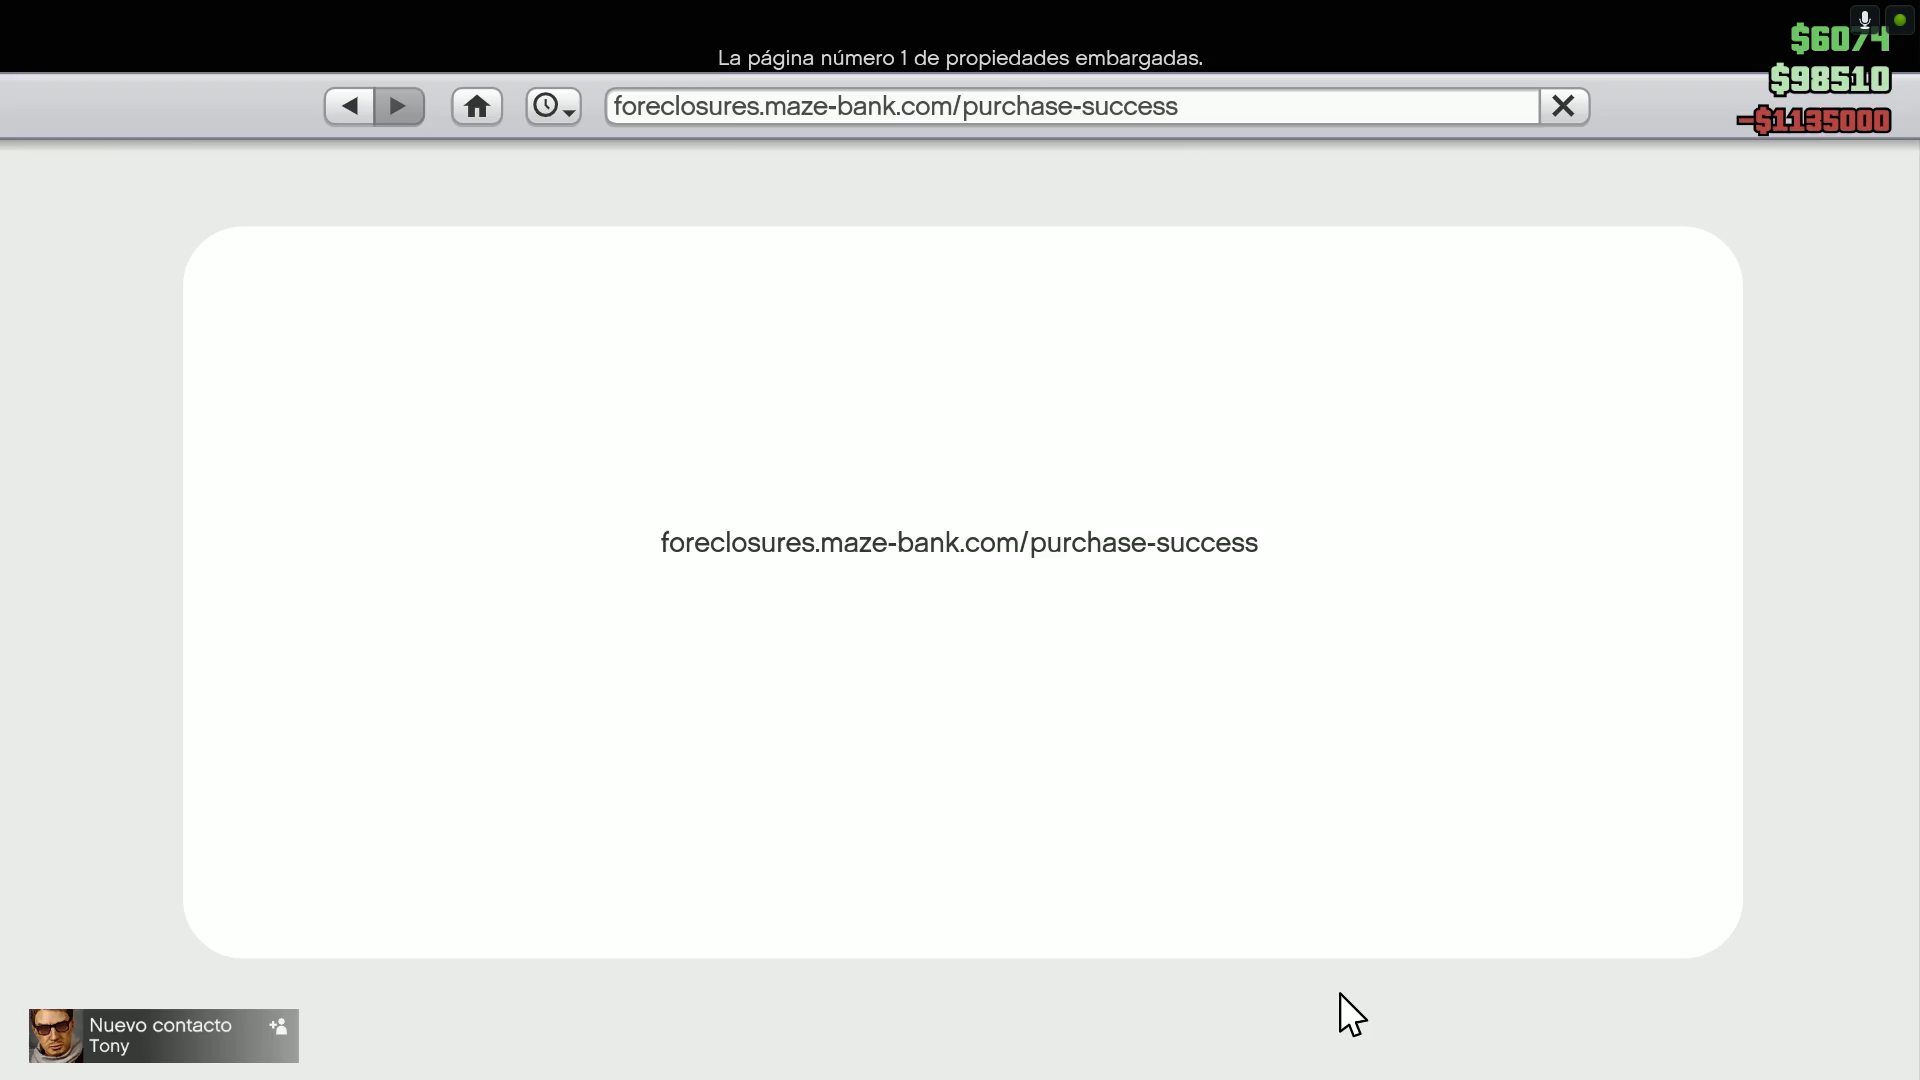 La página número 1 de propiedades embargadas.
$6074
$98510
-$1135000
foreclosures.maze-bank.com/purchase-success
foreclosures.maze-bank.com/purchase-success
Nuevo contacto
Tony